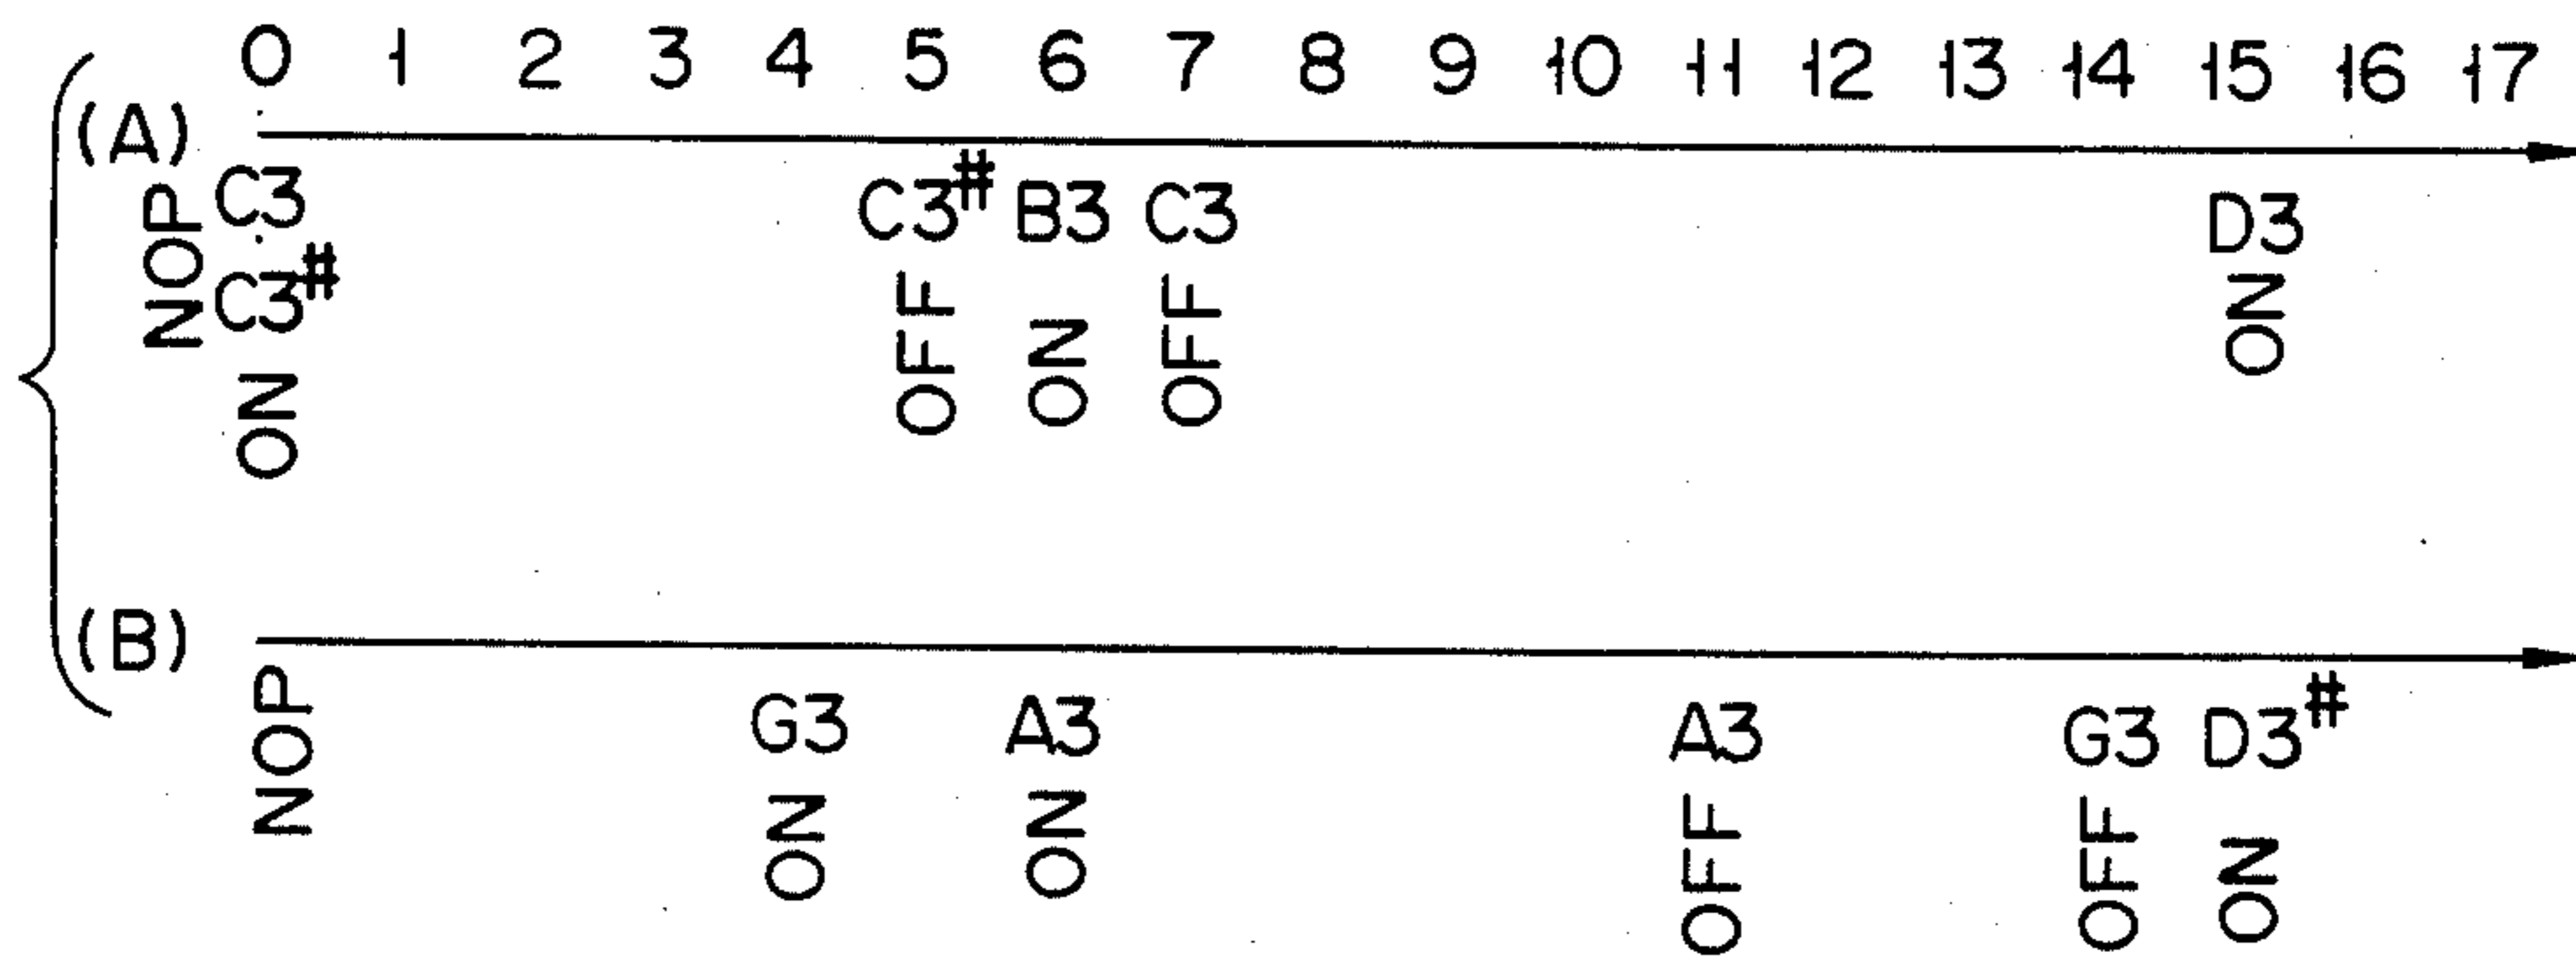 0 1 2 3 4 5 6 7 8 9 10 11 12 13 14 15 16 17
(A)
NOP C3 C3# ON
C3# OFF
B3 ON
C3 OFF
D3 ON
(B)
NOP
G3 ON
A3 ON
A3 OFF
G3 OFF
D3# ON